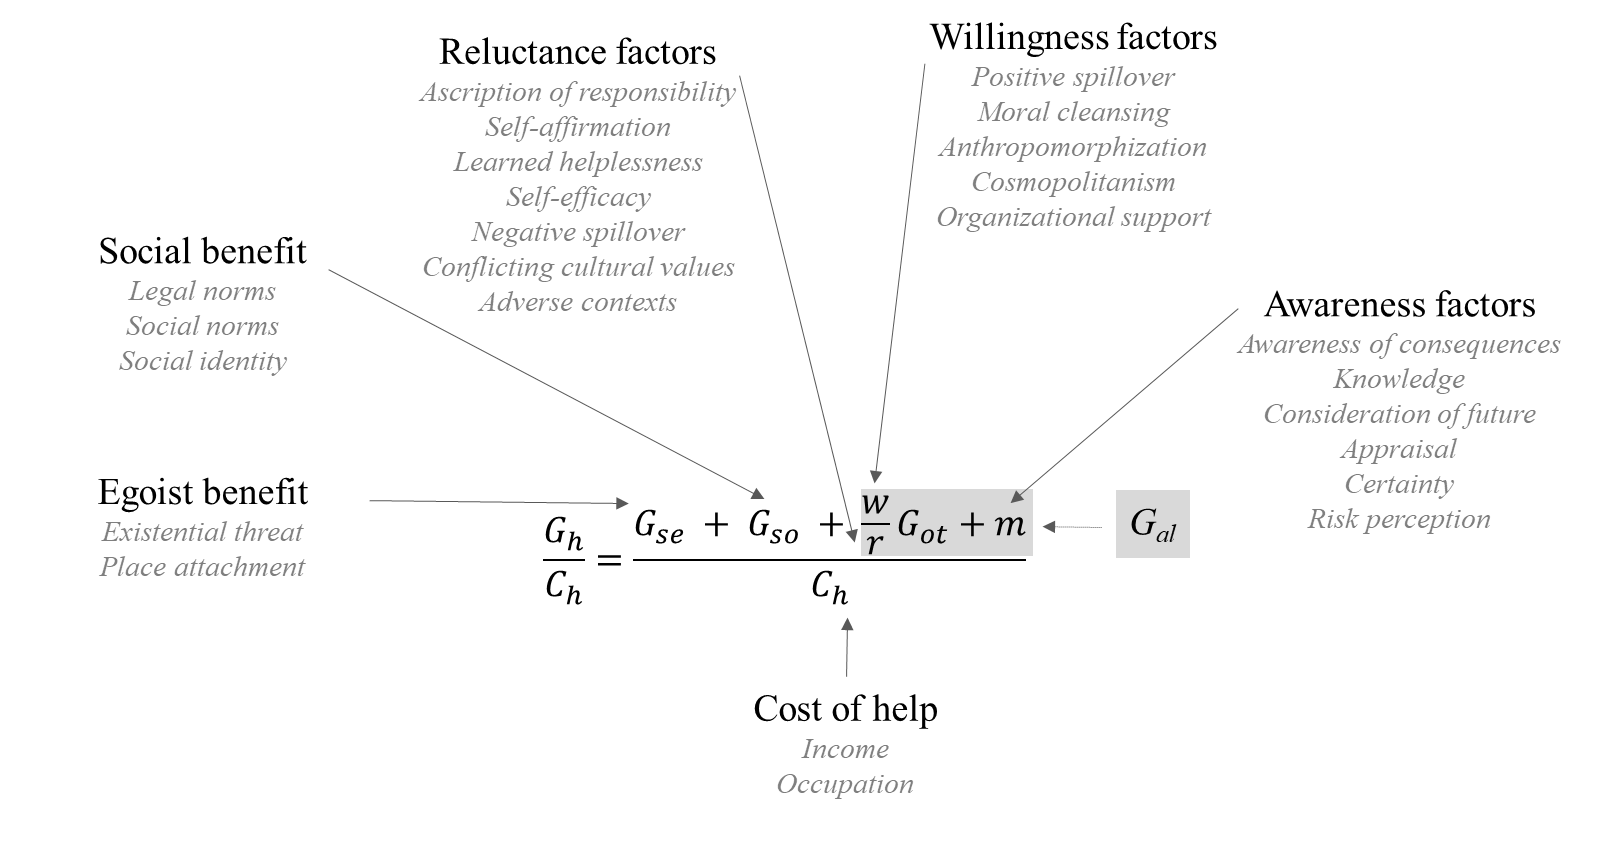 Reluctance factors
Ascription of responsibility
Self-affirmation
Learned helplessness
Self-efficacy
Negative spillover
Conflicting cultural values
Adverse contexts
Willingness factors
Positive spillover
Moral cleansing
Anthropomorphization
Cosmopolitanism
Organizational support
Social benefit
Legal norms
Social norms
Social identity
Awareness factors
Awareness of consequences
Knowledge
Consideration of future
Appraisal
Certainty
Risk perception
Egoist benefit
Existential threat
Place attachment
G_h/C_h = (G_se + G_so + w/r G_ot + m)/C_h
G_al
Cost of help
Income
Occupation